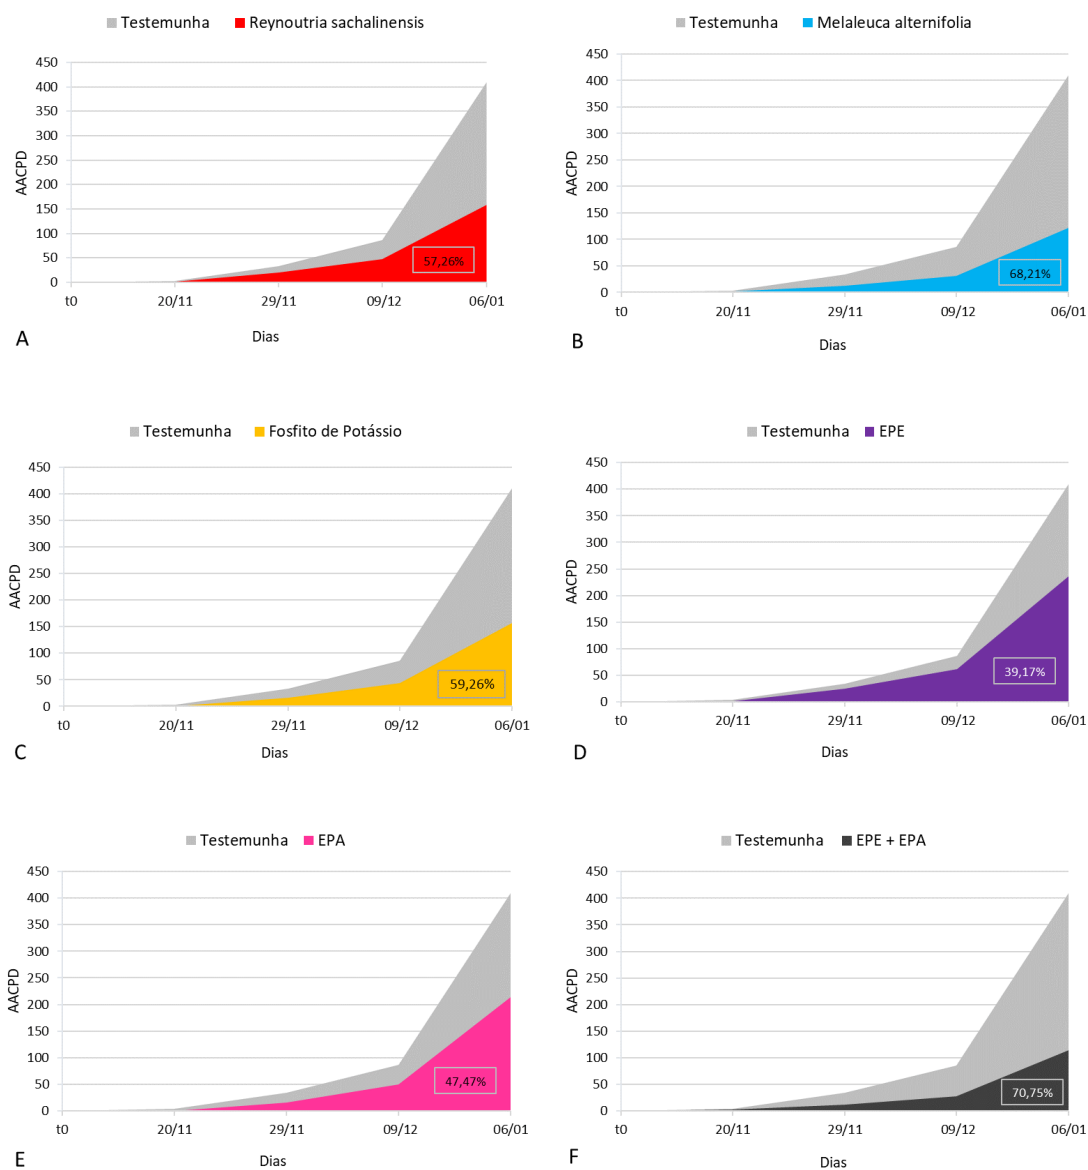 Testemunha Reynoutria sachalinensis
450
400
350
300
250
200
150
100
50
0
AACPD
57,26%
t0 20/11 29/11 09/12 06/01
Dias
A
Testemunha Melaleuca alternifolia
450
400
350
300
250
200
150
100
50
0
AACPD
68,21%
t0 20/11 29/11 09/12 06/01
Dias
B
Testemunha Fosfito de Potássio
450
400
350
300
250
200
150
100
50
0
AACPD
59,26%
t0 20/11 29/11 09/12 06/01
Dias
C
Testemunha EPE
450
400
350
300
250
200
150
100
50
0
AACPD
39,17%
t0 20/11 29/11 09/12 06/01
Dias
D
Testemunha EPA
450
400
350
300
250
200
150
100
50
0
AACPD
47,47%
t0 20/11 29/11 09/12 06/01
Dias
E
Testemunha EPE + EPA
450
400
350
300
250
200
150
100
50
0
AACPD
70,75%
t0 20/11 29/11 09/12 06/01
Dias
F